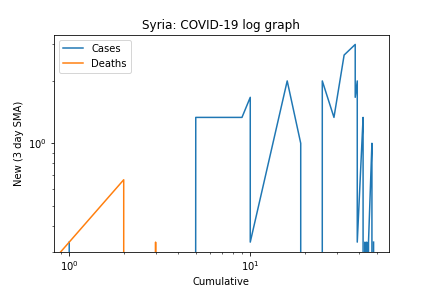 Syria: COVID-19 log graph
Cases
Deaths
New (3 day SMA)
10⁰
10⁰
10¹
Cumulative